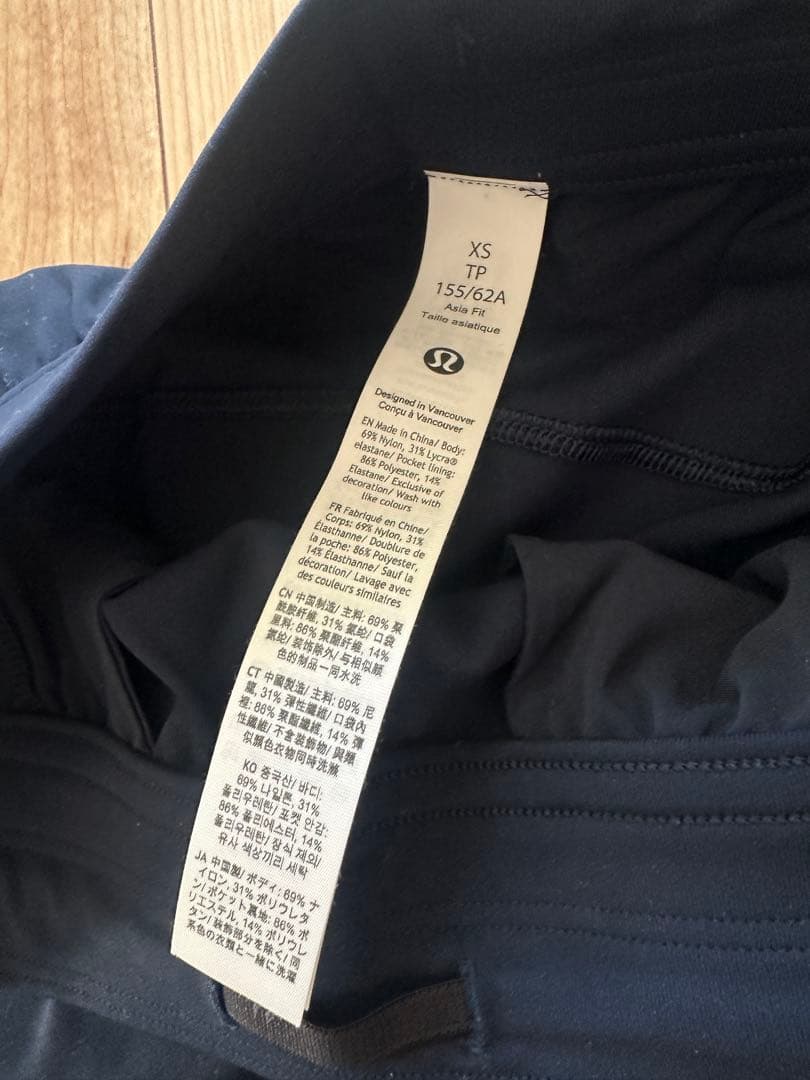 XS
TP
155/62A
Asia Fit
Taille asiatique
Designed in Vancouver
Conçu à Vancouver
EN Made in China/ Body:
69% Nylon, 31% Lycra®
elastane/ Pocket lining:
86% Polyester, 14%
Elastane/ Exclusive of
decoration/ Wash with
like colours
FR Fabriqué en Chine/
Corps: 69% Nylon, 31%
Élasthanne/ Doublure de
la poche: 86% Polyester,
14% Élasthanne/ Sauf la
décoration/ Lavage avec
des couleurs similaires
CN 中国制造/ 主料: 69% 聚
酰胺纤维, 31% 氨纶/ 口袋
里料: 86% 聚酯纤维, 14%
氨纶/ 装饰除外/ 与相似颜
色的制品一同水洗
CT 中國製造/ 主料: 69% 尼
龍, 31% 彈性纖維/ 口袋內
裡: 86% 聚酯纖維, 14% 彈
性纖維/ 不含裝飾物/ 與類
似顏色衣物同時洗滌
KO 중국산/ 바디:
69% 나일론, 31%
폴리우레탄/ 포켓 안감:
86% 폴리에스터, 14%
폴리우레탄/ 장식 제외/
유사 색상끼리 세탁
JA 中国製/ ボディ: 69% ナ
イロン, 31% ポリウレタ
ン/ ポケット裏地: 86% ポ
リエステル, 14% ポリウレ
タン/ 装飾部分を除く/ 同
系色の衣類と一緒に洗濯